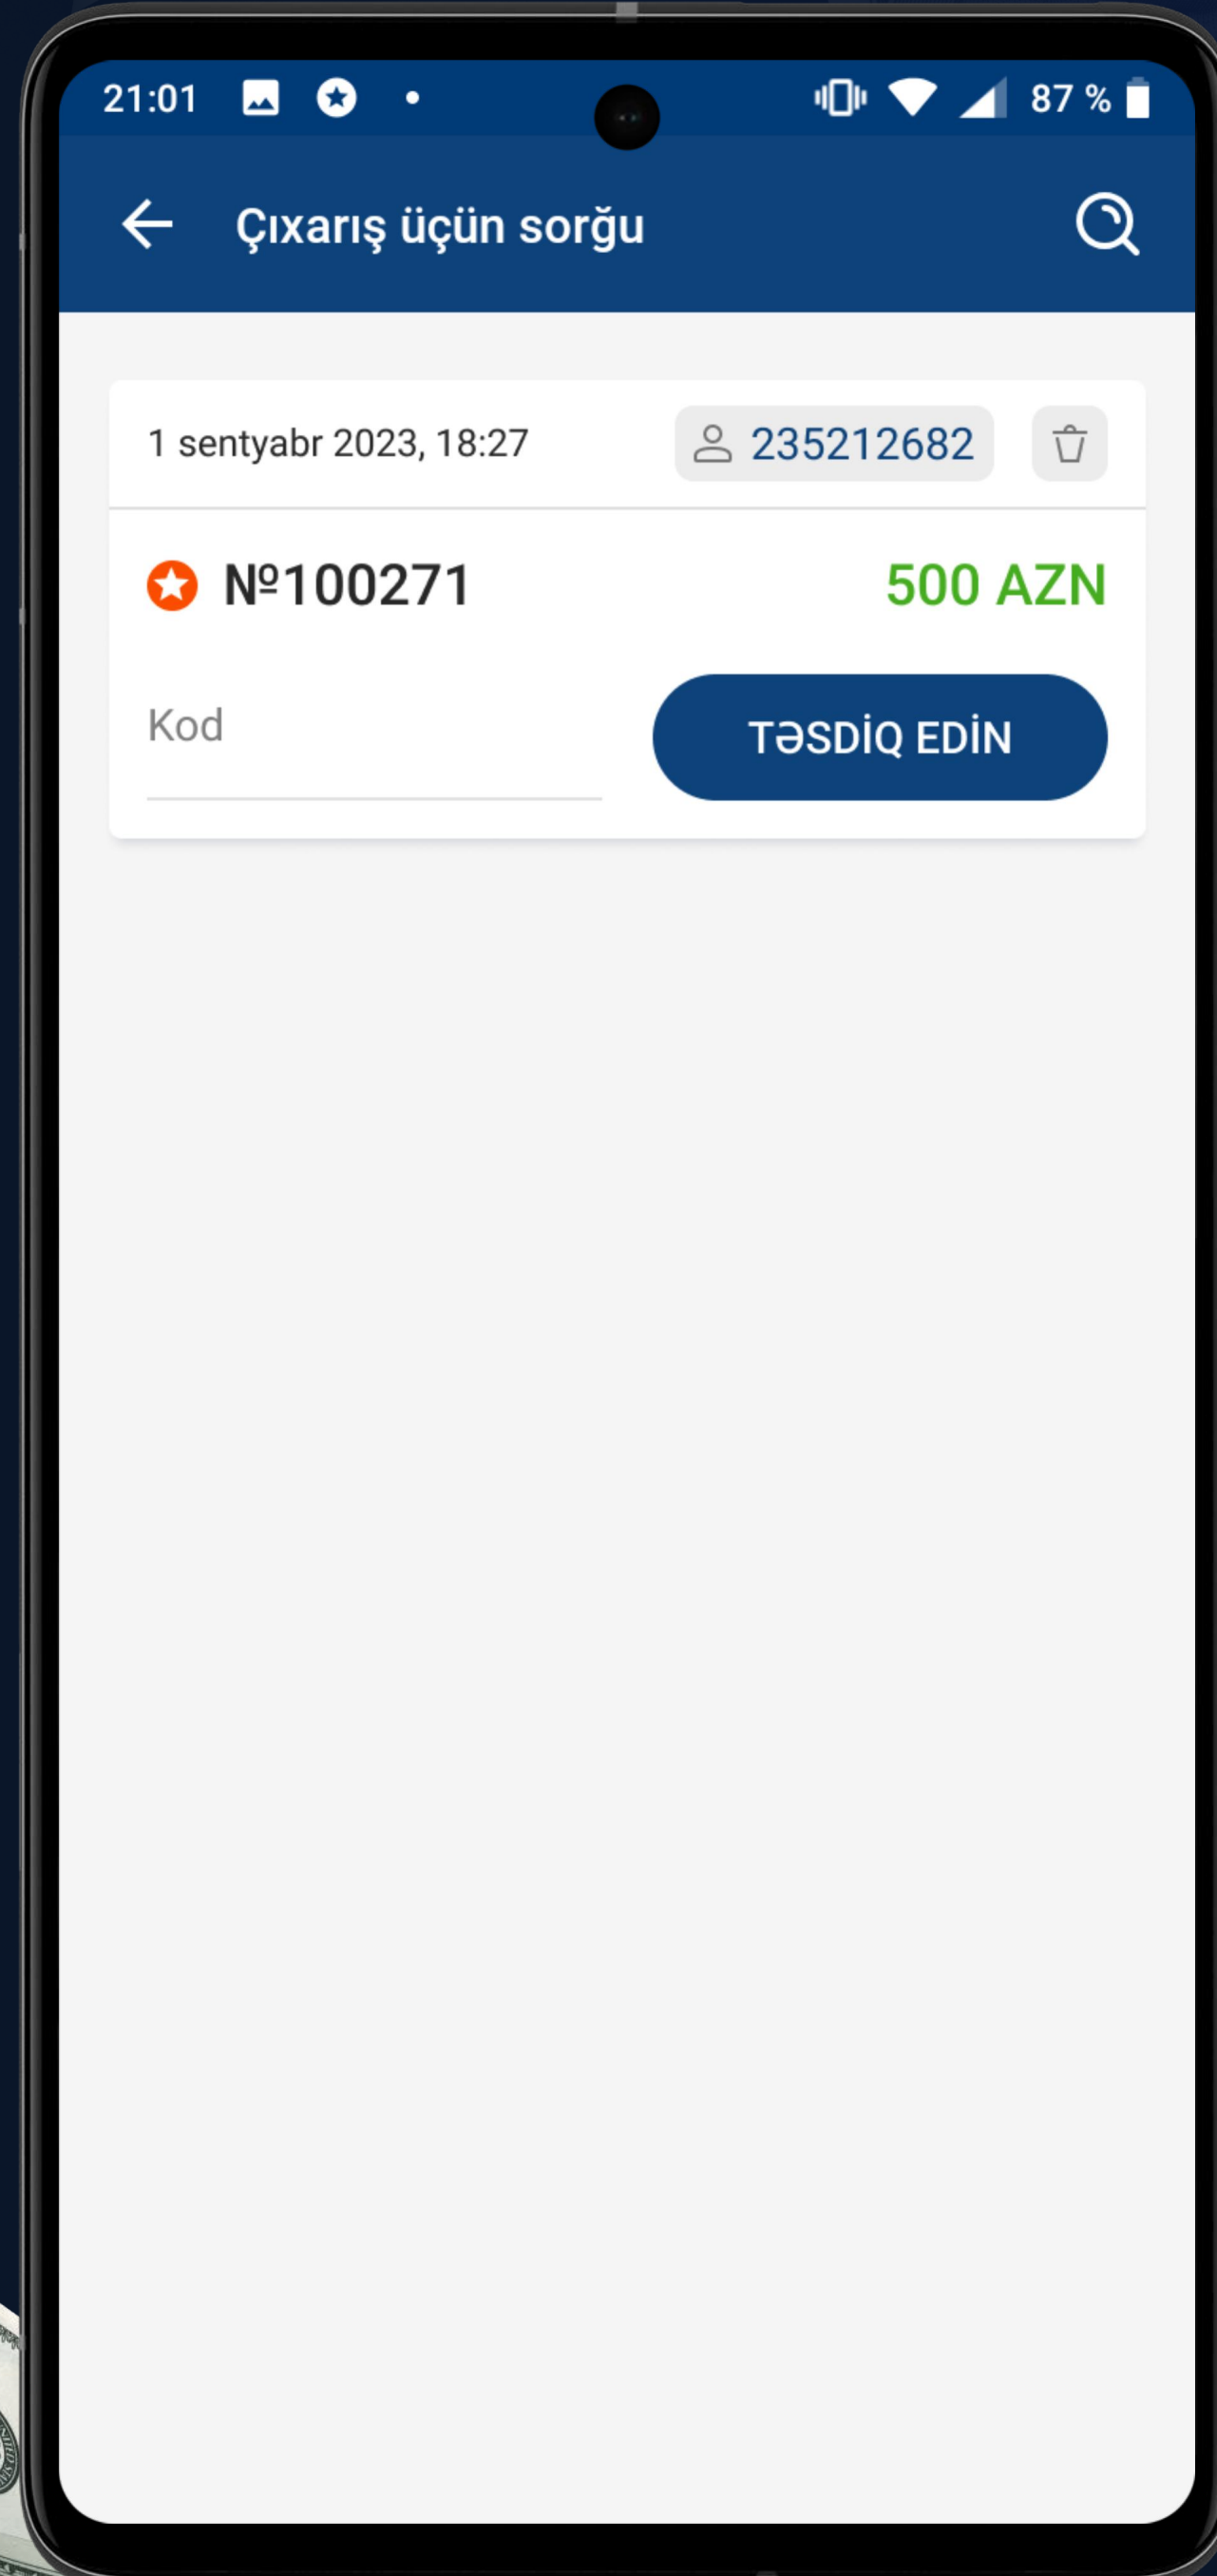 21:01 87 %
Çıxarış üçün sorğu
1 sentyabr 2023, 18:27 235212682
№100271 500 AZN
Kod TƏSDİQ EDİN